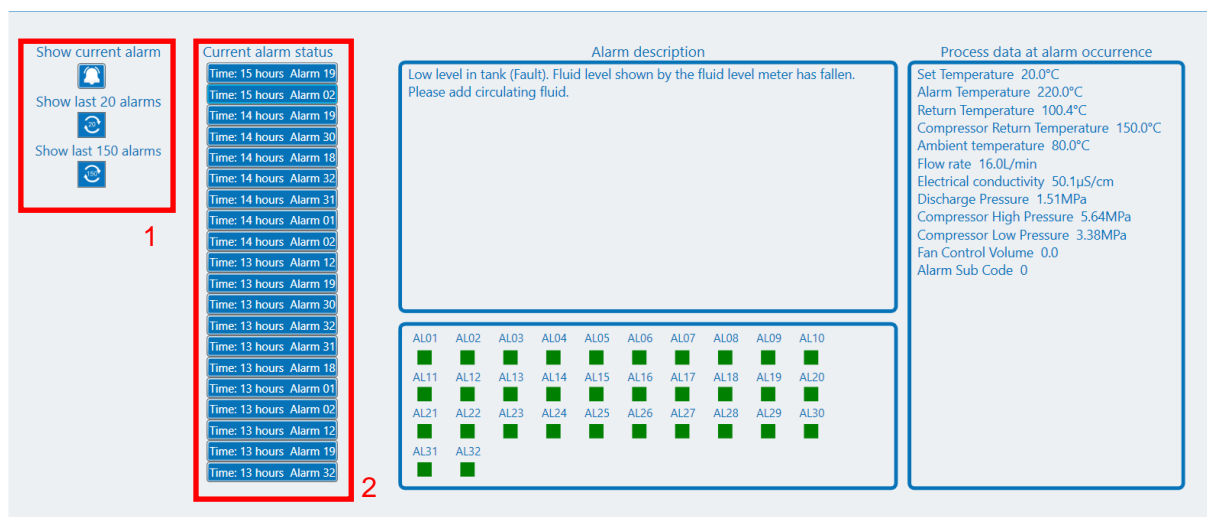 Show current alarm
Show last 20 alarms
20
Show last 150 alarms
150
1
Current alarm status
Time: 15 hours Alarm 19
Time: 15 hours Alarm 02
Time: 14 hours Alarm 19
Time: 14 hours Alarm 30
Time: 14 hours Alarm 18
Time: 14 hours Alarm 32
Time: 14 hours Alarm 31
Time: 14 hours Alarm 01
Time: 14 hours Alarm 02
Time: 13 hours Alarm 12
Time: 13 hours Alarm 19
Time: 13 hours Alarm 30
Time: 13 hours Alarm 32
Time: 13 hours Alarm 31
Time: 13 hours Alarm 18
Time: 13 hours Alarm 01
Time: 13 hours Alarm 02
Time: 13 hours Alarm 12
Time: 13 hours Alarm 19
Time: 13 hours Alarm 32
2
Alarm description
Low level in tank (Fault). Fluid level shown by the fluid level meter has fallen.
Please add circulating fluid.
AL01 AL02 AL03 AL04 AL05 AL06 AL07 AL08 AL09 AL10
AL11 AL12 AL13 AL14 AL15 AL16 AL17 AL18 AL19 AL20
AL21 AL22 AL23 AL24 AL25 AL26 AL27 AL28 AL29 AL30
AL31 AL32
Process data at alarm occurrence
Set Temperature 20.0°C
Alarm Temperature 220.0°C
Return Temperature 100.4°C
Compressor Return Temperature 150.0°C
Ambient temperature 80.0°C
Flow rate 16.0L/min
Electrical conductivity 50.1µS/cm
Discharge Pressure 1.51MPa
Compressor High Pressure 5.64MPa
Compressor Low Pressure 3.38MPa
Fan Control Volume 0.0
Alarm Sub Code 0